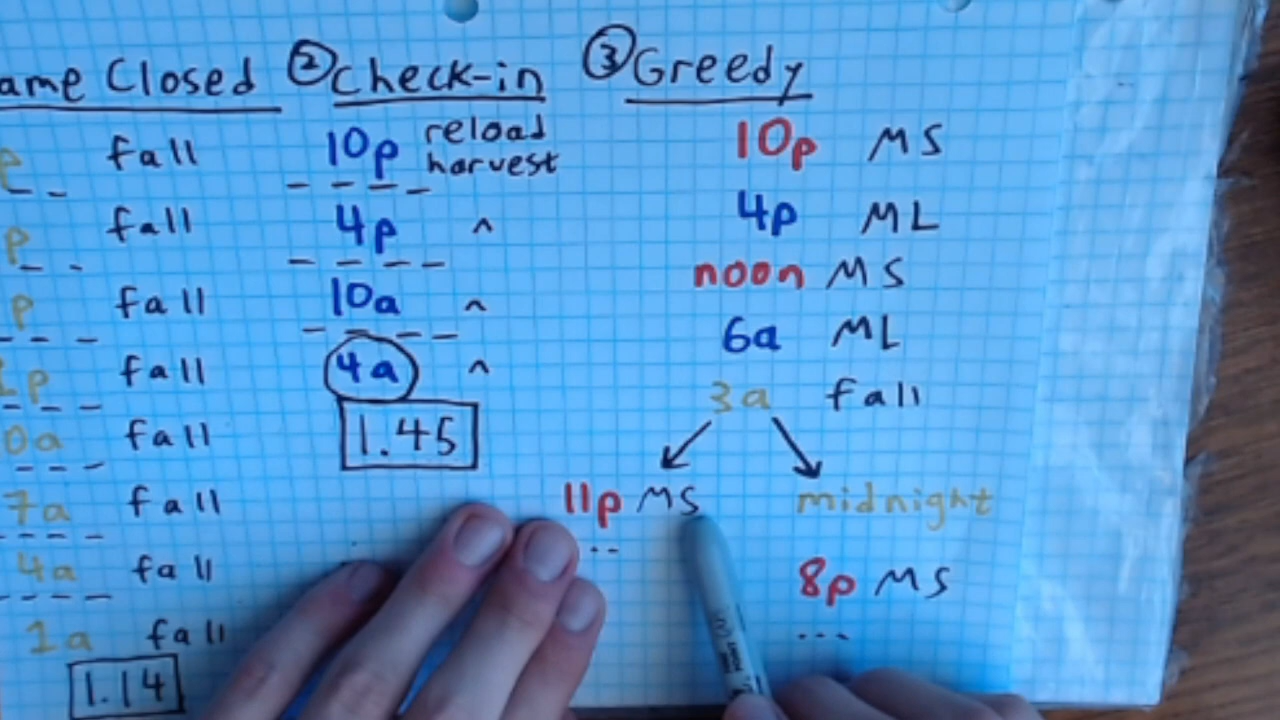 ame Closed
p fall
p fall
p fall
1p fall
0a fall
7a fall
4a fall
1a fall
1.14
② Check-in
10p reload
harvest
4p ^
10a ^
4a ^
1.45
③ Greedy
10p MS
4p ML
noon MS
6a ML
3a fall
11p MS
..
midnight
8p MS
...